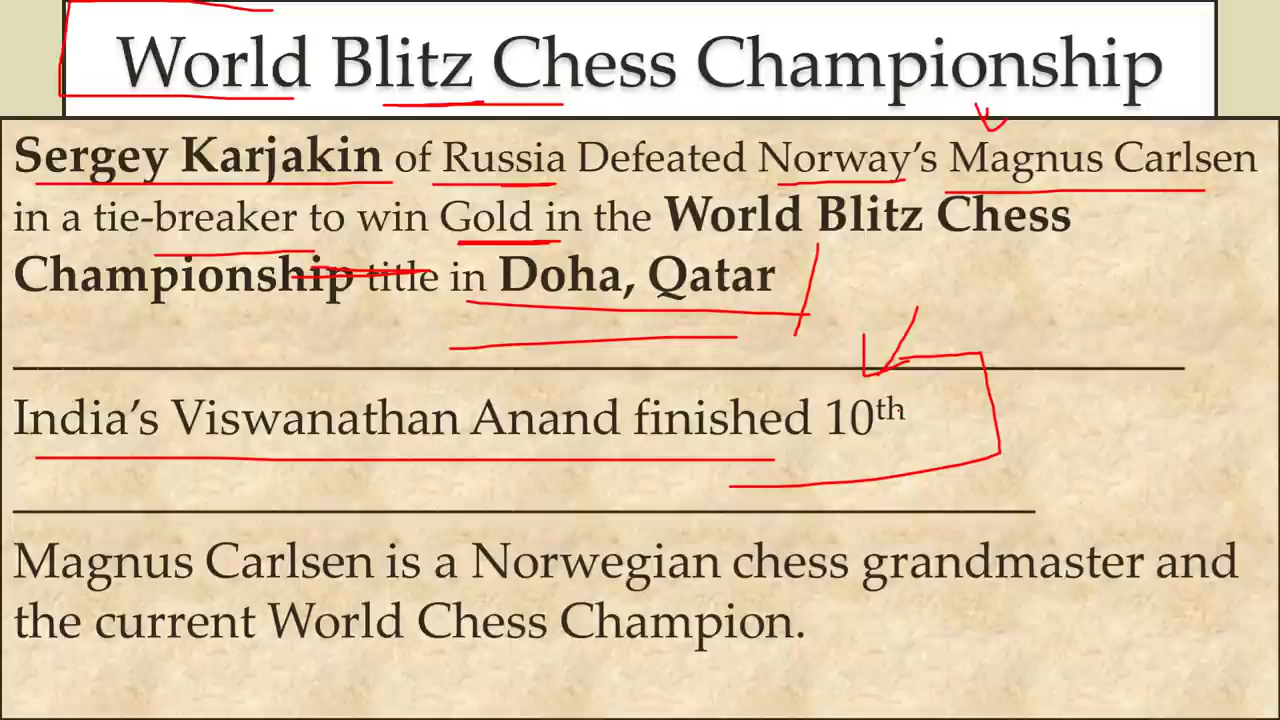 World Blitz Chess Championship
Sergey Karjakin of Russia Defeated Norway's Magnus Carlsen
in a tie-breaker to win Gold in the World Blitz Chess
Championship title in Doha, Qatar
India's Viswanathan Anand finished 10th
Magnus Carlsen is a Norwegian chess grandmaster and
the current World Chess Champion.